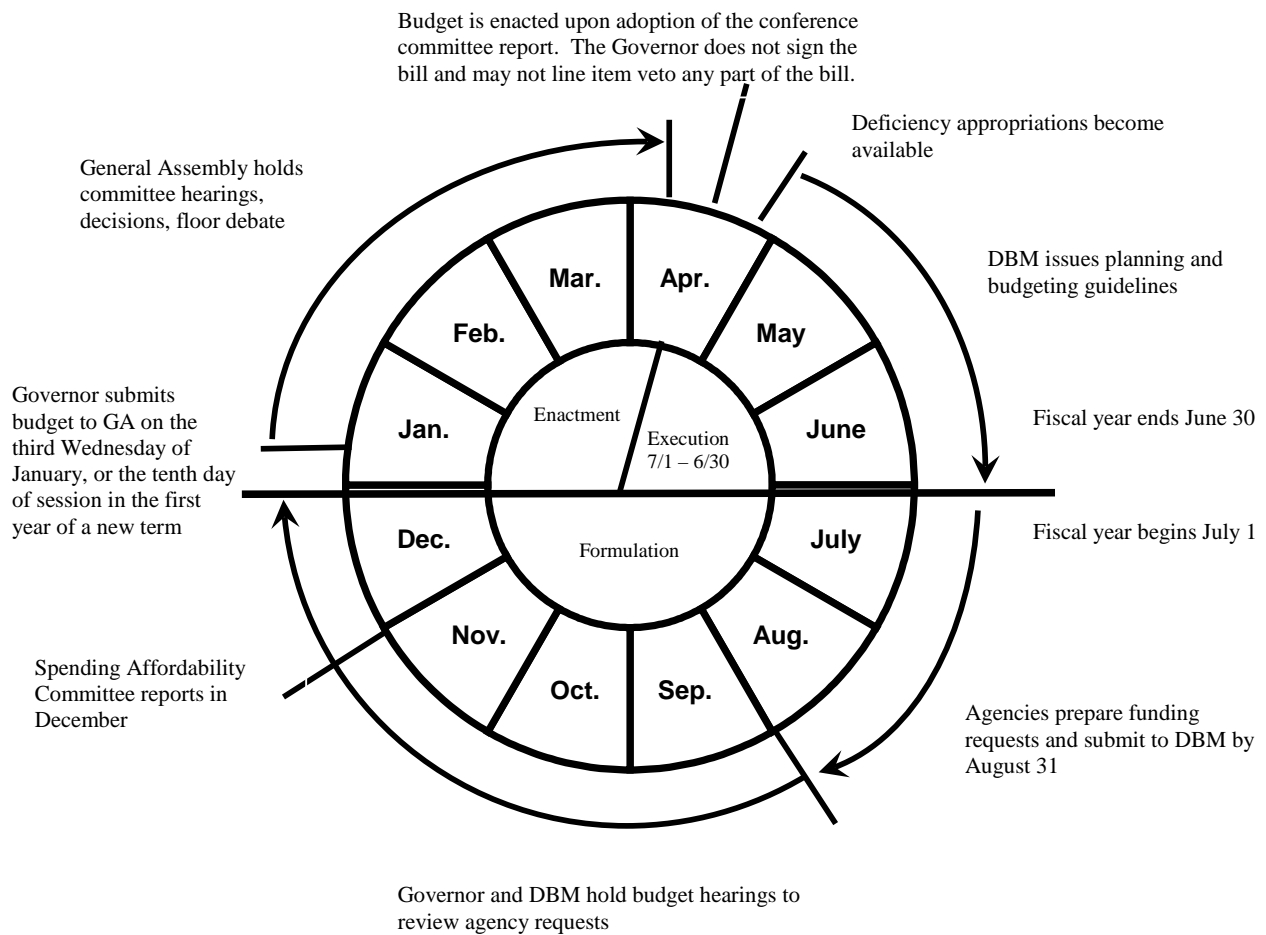 Budget is enacted upon adoption of the conference
committee report.  The Governor does not sign the
bill and may not line item veto any part of the bill.
Deficiency appropriations become
available
General Assembly holds
committee hearings,
decisions, floor debate
DBM issues planning and
budgeting guidelines
Mar.
Apr.
Feb.
May
Jan.
June
Enactment
Execution
7/1 – 6/30
Governor submits
budget to GA on the
third Wednesday of
January, or the tenth day
of session in the first
year of a new term
Fiscal year ends June 30
Fiscal year begins July 1
Formulation
Dec.
July
Nov.
Aug.
Oct.
Sep.
Spending Affordability
Committee reports in
December
Agencies prepare funding
requests and submit to DBM by
August 31
Governor and DBM hold budget hearings to
review agency requests